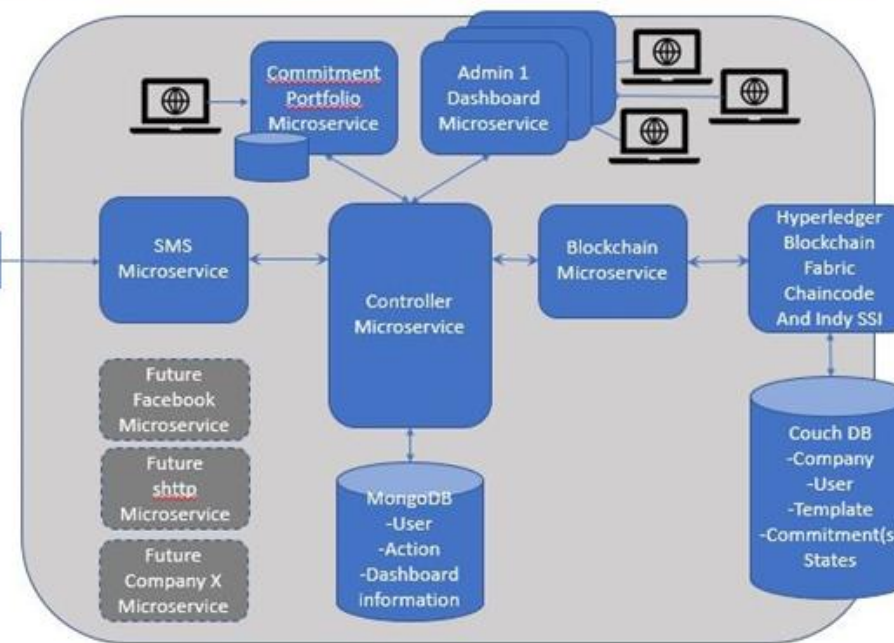 Commitment
Portfolio
Microservice
Admin 1
Dashboard
Microservice
SMS
Microservice
Controller
Microservice
Blockchain
Microservice
Hyperledger
Blockchain
Fabric
Chaincode
And Indy SSI
Future
Facebook
Microservice
Future
shttp
Microservice
Future
Company X
Microservice
MongoDB
-User
-Action
-Dashboard
information
Couch DB
-Company
-User
-Template
-Commitment(s
States